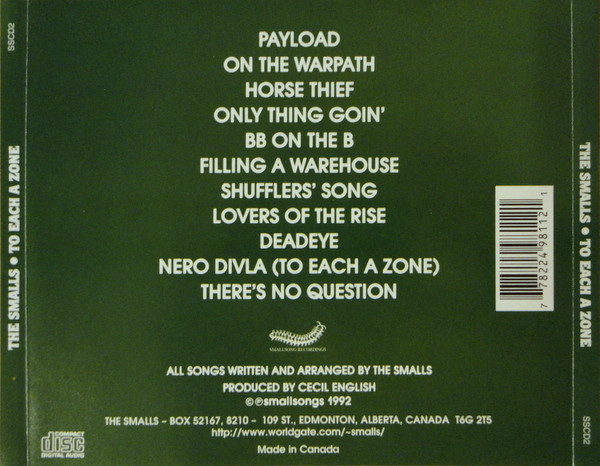 SSCD2
THE SMALLS • TO EACH A ZONE
PAYLOAD
ON THE WARPATH
HORSE THIEF
ONLY THING GOIN'
BB ON THE B
FILLING A WAREHOUSE
SHUFFLERS' SONG
LOVERS OF THE RISE
DEADEYE
NERO DIVLA (TO EACH A ZONE)
THERE'S NO QUESTION
SMALLSONG RECORDINGS
ALL SONGS WRITTEN AND ARRANGED BY THE SMALLS
PRODUCED BY CECIL ENGLISH
©℗smallsongs 1992
THE SMALLS – BOX 52167, 8210 – 109 ST., EDMONTON, ALBERTA, CANADA T6G 2T5
http://www.worldgate.com/~smalls/
Made in Canada
COMPACT
disc
DIGITAL AUDIO
7 78224 98112 1
THE SMALLS • TO EACH A ZONE
SSCD2